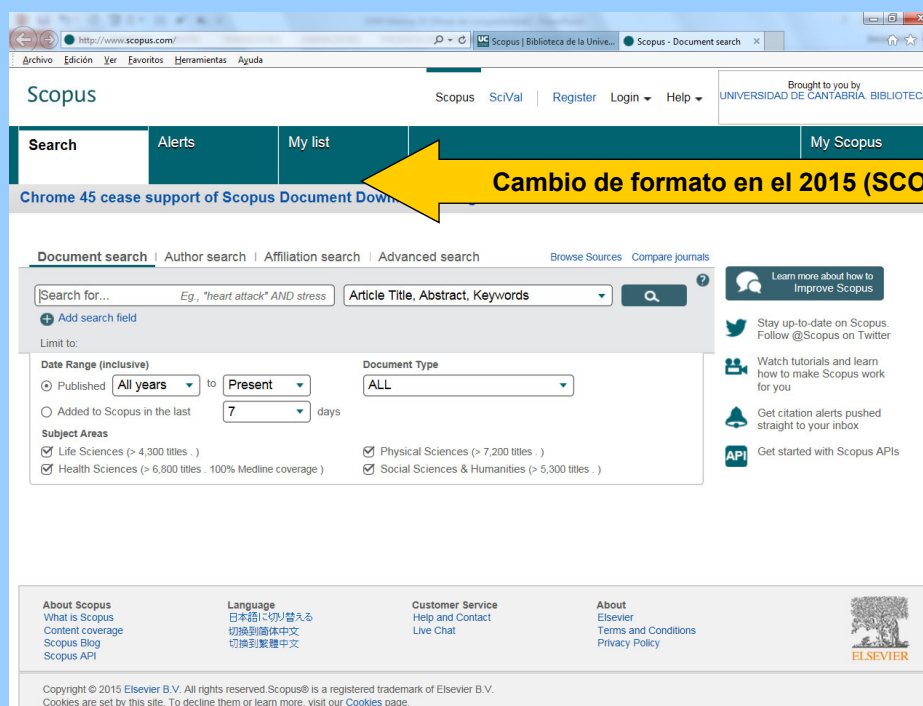 http://www.scopus.com/
Scopus | Biblioteca de la Unive...
Scopus - Document search
Archivo Edición Ver Favoritos Herramientas Ayuda
Scopus
Scopus SciVal Register Login Help
Brought to you by
UNIVERSIDAD DE CANTABRIA. BIBLIOTEC
Search Alerts My list My Scopus
Cambio de formato en el 2015 (SCO
Chrome 45 cease support of Scopus Document Down
Document search | Author search | Affiliation search | Advanced search Browse Sources Compare journals
Search for... Eg., "heart attack" AND stress Article Title, Abstract, Keywords
Add search field
Limit to:
Date Range (inclusive) Document Type
Published All years to Present ALL
Added to Scopus in the last 7 days
Subject Areas
Life Sciences (> 4,300 titles . ) Physical Sciences (> 7,200 titles . )
Health Sciences (> 6,800 titles . 100% Medline coverage ) Social Sciences & Humanities (> 5,300 titles . )
Learn more about how to
Improve Scopus
Stay up-to-date on Scopus.
Follow @Scopus on Twitter
Watch tutorials and learn
how to make Scopus work
for you
Get citation alerts pushed
straight to your inbox
API Get started with Scopus APIs
About Scopus Language Customer Service About
What is Scopus 日本語に切り替える Help and Contact Elsevier
Content coverage 切换到简体中文 Live Chat Terms and Conditions
Scopus Blog 切換到繁體中文 Privacy Policy
Scopus API
ELSEVIER
Copyright © 2015 Elsevier B.V. All rights reserved.Scopus® is a registered trademark of Elsevier B.V.
Cookies are set by this site. To decline them or learn more, visit our Cookies page.